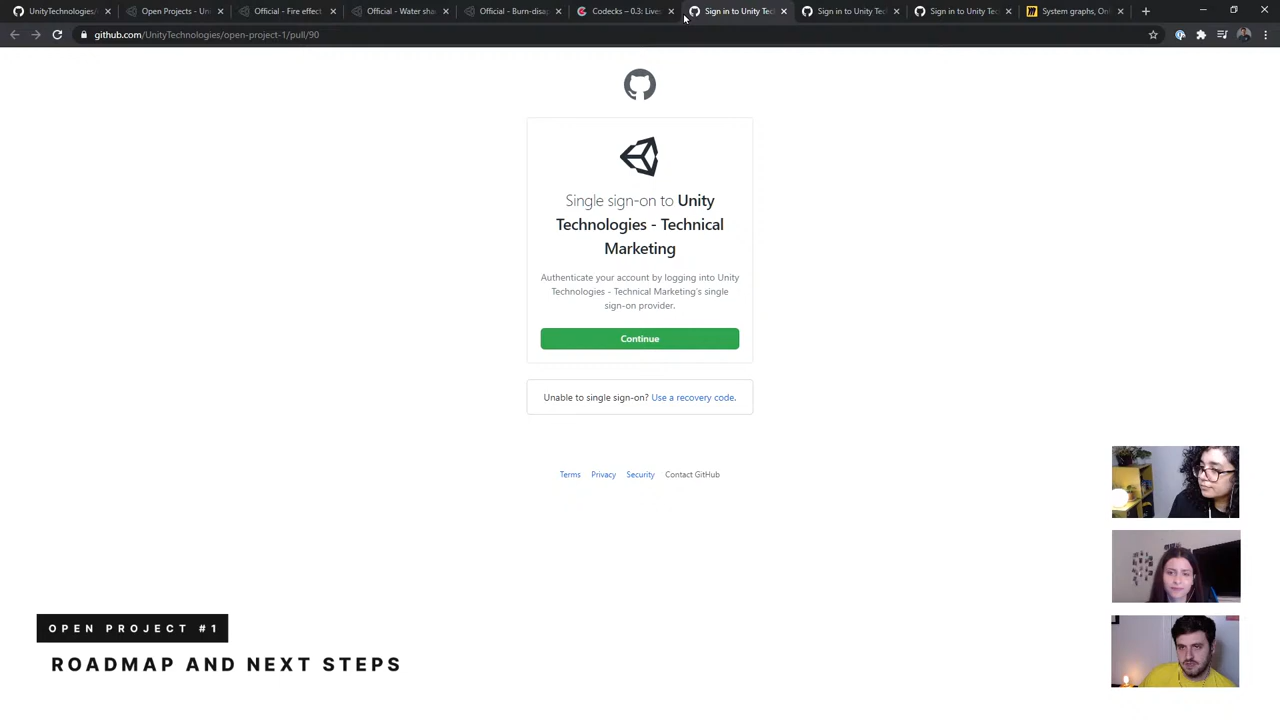 UnityTechnologies/
Open Projects - Un
Official - Fire effect
Official - Water sha
Official - Burn-disap
Codecks – 0.3: Lives
Sign in to Unity Tec
Sign in to Unity Tec
Sign in to Unity Tec
System graphs, Onl
github.com/UnityTechnologies/open-project-1/pull/90
Single sign-on to Unity
Technologies - Technical
Marketing
Authenticate your account by logging into Unity
Technologies - Technical Marketing's single
sign-on provider.
Continue
Unable to single sign-on? Use a recovery code.
Terms Privacy Security Contact GitHub
OPEN PROJECT #1
ROADMAP AND NEXT STEPS